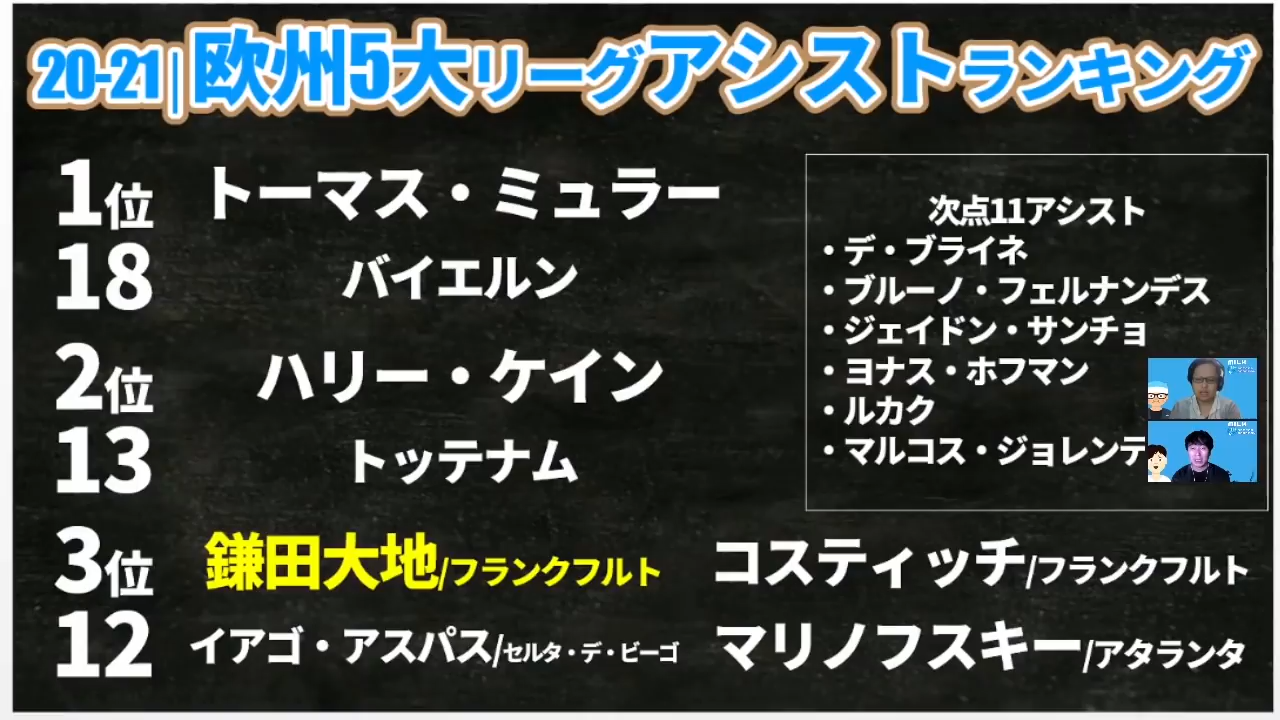 20-21|欧州5大リーグアシストランキング
1位 トーマス・ミュラー
18 バイエルン
2位 ハリー・ケイン
13 トッテナム
次点11アシスト
・デ・ブライネ
・ブルーノ・フェルナンデス
・ジェイドン・サンチョ
・ヨナス・ホフマン
・ルカク
・マルコス・ジョレンテ
3位 鎌田大地/フランクフルト コスティッチ/フランクフルト
12 イアゴ・アスパス/セルタ・デ・ビーゴ マリノフスキー/アタランタ